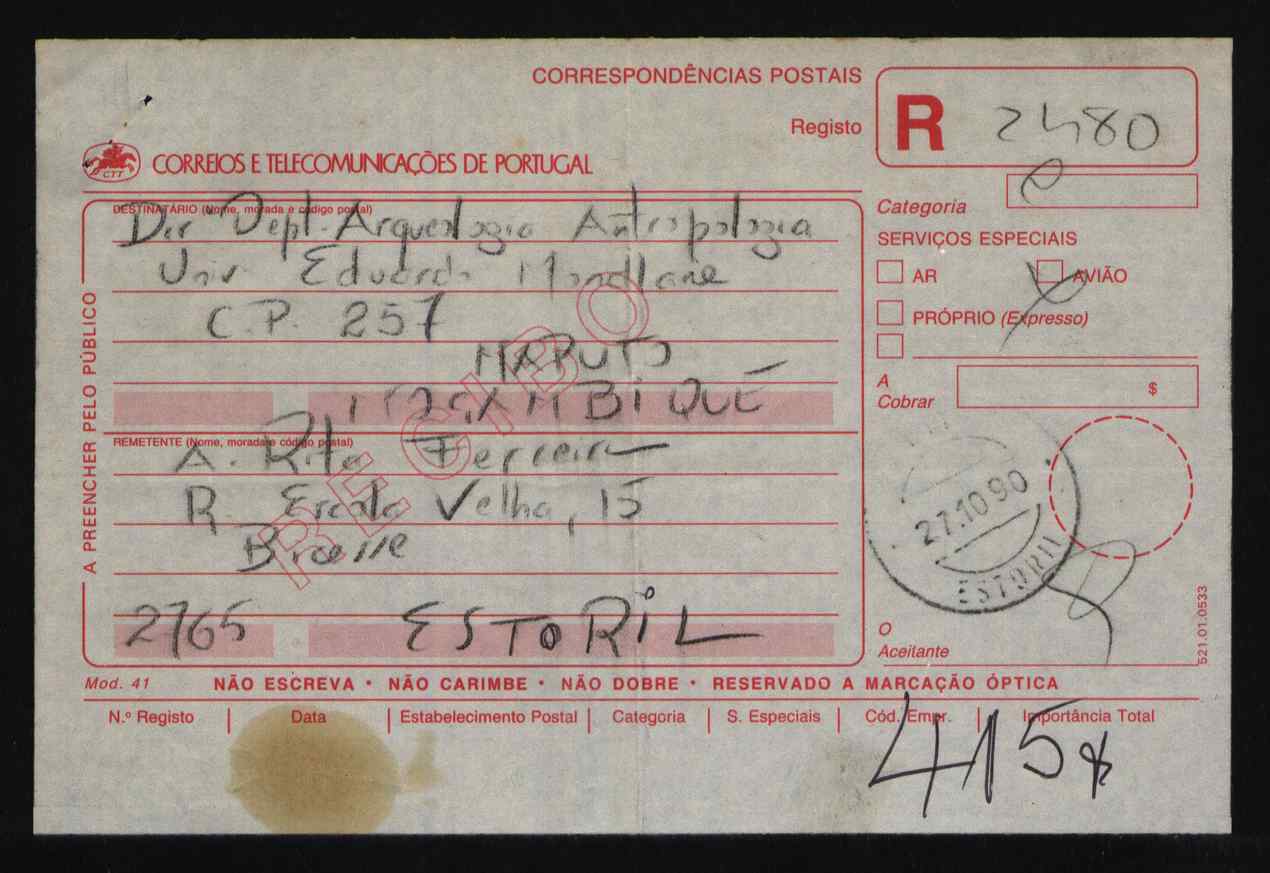 CORRESPONDÊNCIAS POSTAIS
Registo
R 2480
CTT
CORREIOS E TELECOMUNICAÇÕES DE PORTUGAL
Categoria
SERVIÇOS ESPECIAIS
AR
AVIÃO
PRÓPRIO (Expresso)
A
Cobrar
$
A PREENCHER PELO PÚBLICO
DESTINATÁRIO (Nome, morada e código postal)
Dir Dept. Arqueologia Antropologia
Univ Eduardo Mondlane
C.P. 257
MAPUTO
MOÇAMBIQUE
RECIBO
REMETENTE (Nome, morada e código postal)
A. Rita Ferreira
R. Escola Velha, 15
2765 ESTORIL
27.10.90
ESTORIL
O
Aceitante
521.01.0533
Mod. 41
NÃO ESCREVA • NÃO CARIMBE • NÃO DOBRE • RESERVADO A MARCAÇÃO ÓPTICA
N.º Registo Data Estabelecimento Postal Categoria S. Especiais Cód. Empr. Importância Total
415$